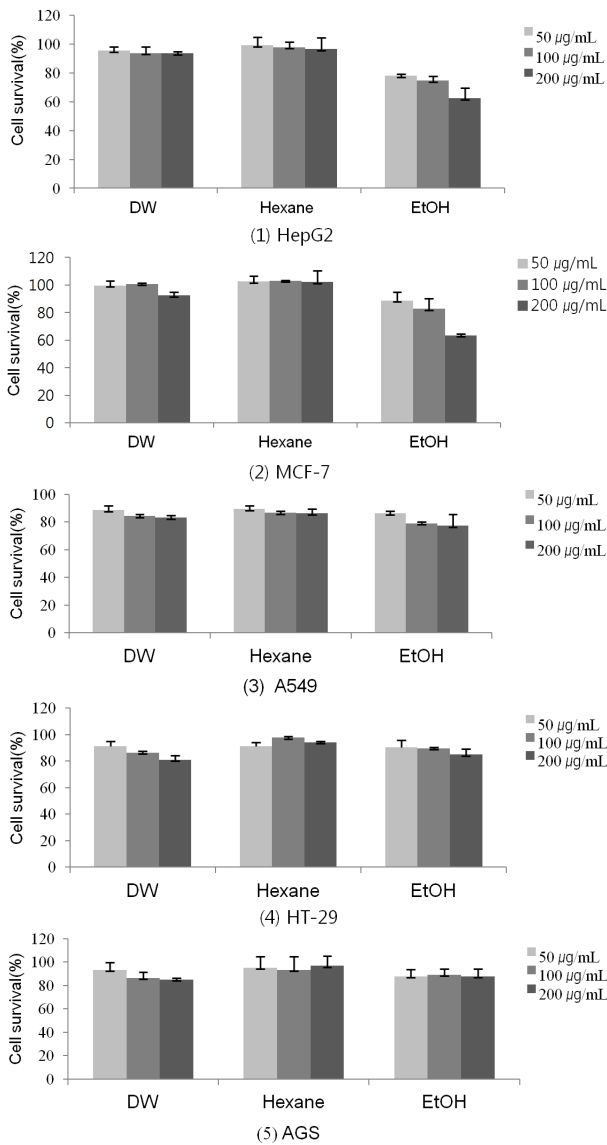 Cell survival(%)
120
100
80
60
40
20
0
DW Hexane EtOH
50 μg/mL
100 μg/mL
200 μg/mL
(1) HepG2
Cell survival(%)
120
100
80
60
40
20
0
DW Hexane EtOH
50 μg/mL
100 μg/mL
200 μg/mL
(2) MCF-7
Cell survival(%)
100
80
60
40
20
0
DW Hexane EtOH
50 μg/mL
100 μg/mL
200 μg/mL
(3) A549
Cell survival(%)
120
100
80
60
40
20
0
DW Hexane EtOH
50 μg/mL
100 μg/mL
200 μg/mL
(4) HT-29
Cell survival(%)
120
100
80
60
40
20
0
DW Hexane EtOH
50 μg/mL
100 μg/mL
200 μg/mL
(5) AGS